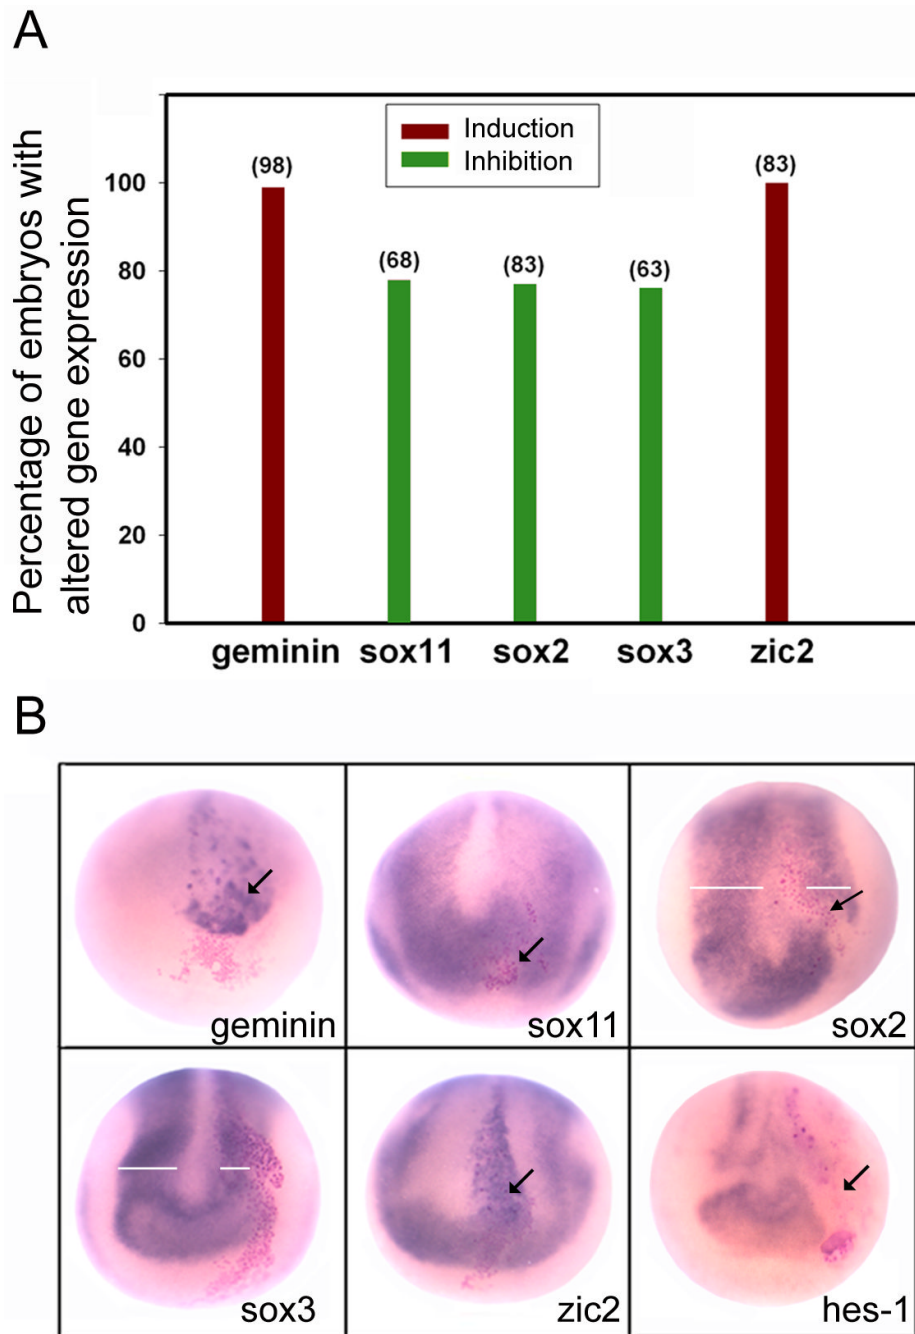 A
Percentage of embryos with
altered gene expression
Induction
Inhibition
(98)
(68)
(83)
(63)
(83)
100
80
60
40
20
0
geminin sox11 sox2 sox3 zic2
B
geminin
sox11
sox2
sox3
zic2
hes-1